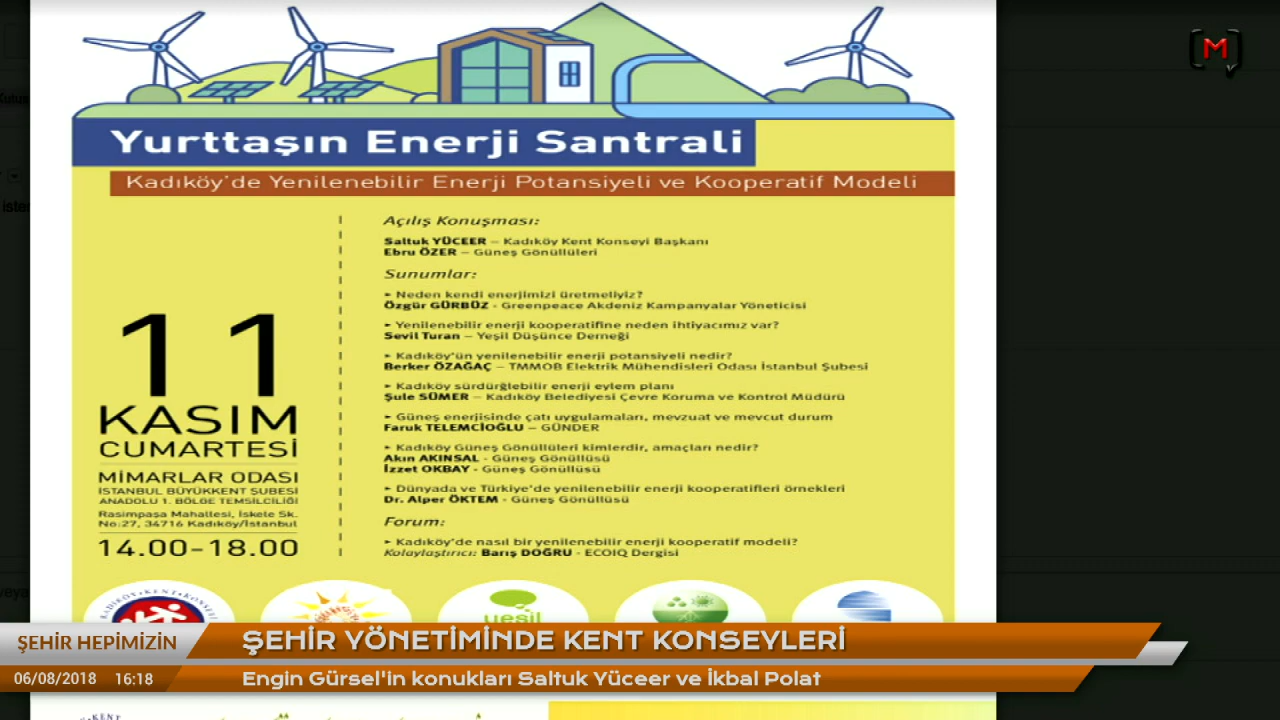 Yurttaşın Enerji Santrali
Kadıköy'de Yenilenebilir Enerji Potansiyeli ve Kooperatif Modeli
11
KASIM
CUMARTESİ
MİMARLAR ODASI
İSTANBUL BÜYÜKKENT ŞUBESİ
ANADOLU 1. BÖLGE TEMSİLCİLİĞİ
Rasimpaşa Mahallesi, İskele Sk.
No:27, 34716 Kadıköy/İstanbul
14.00-18.00
Açılış Konuşması:
Saltuk YÜCEER – Kadıköy Kent Konseyi Başkanı
Ebru ÖZER – Güneş Gönüllüleri
Sunumlar:
- Neden kendi enerjimizi üretmeliyiz?
Özgür GÜRBÜZ - Greenpeace Akdeniz Kampanyalar Yöneticisi
- Yenilenebilir enerji kooperatifine neden ihtiyacımız var?
Sevil Turan – Yeşil Düşünce Derneği
- Kadıköy'ün yenilenebilir enerji potansiyeli nedir?
Berker ÖZAĞAÇ – TMMOB Elektrik Mühendisleri Odası İstanbul Şubesi
- Kadıköy sürdürğlebilir enerji eylem planı
Şule SÜMER – Kadıköy Belediyesi Çevre Koruma ve Kontrol Müdürü
- Güneş enerjisinde çatı uygulamaları, mevzuat ve mevcut durum
Faruk TELEMCİOĞLU – GÜNDER
- Kadıköy Güneş Gönüllüleri kimlerdir, amaçları nedir?
Akın AKINSAL - Güneş Gönüllüsü
İzzet OKBAY - Güneş Gönüllüsü
- Dünyada ve Türkiye'de yenilenebilir enerji kooperatifleri örnekleri
Dr. Alper ÖKTEM - Güneş Gönüllüsü
Forum:
- Kadıköy'de nasıl bir yenilenebilir enerji kooperatif modeli?
Kolaylaştırıcı: Barış DOĞRU - ECOIQ Dergisi
KADIKÖY KENT KONSEYİ
yeşil
M
ŞEHİR HEPİMİZİN
ŞEHİR YÖNETİMİNDE KENT KONSEYLERİ
06/08/2018 16:18
Engin Gürsel'in konukları Saltuk Yüceer ve İkbal Polat
KENT